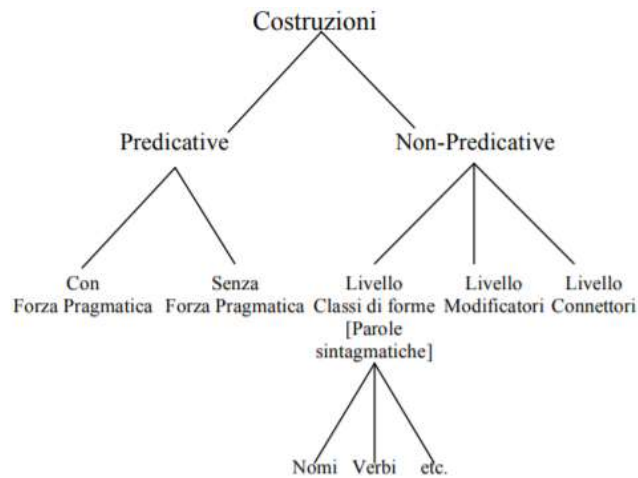 Costruzioni
Predicative
Non-Predicative
Con
Forza Pragmatica
Senza
Forza Pragmatica
Livello
Classi di forme
[Parole
sintagmatiche]
Livello
Modificatori
Livello
Connettori
Nomi
Verbi
etc.